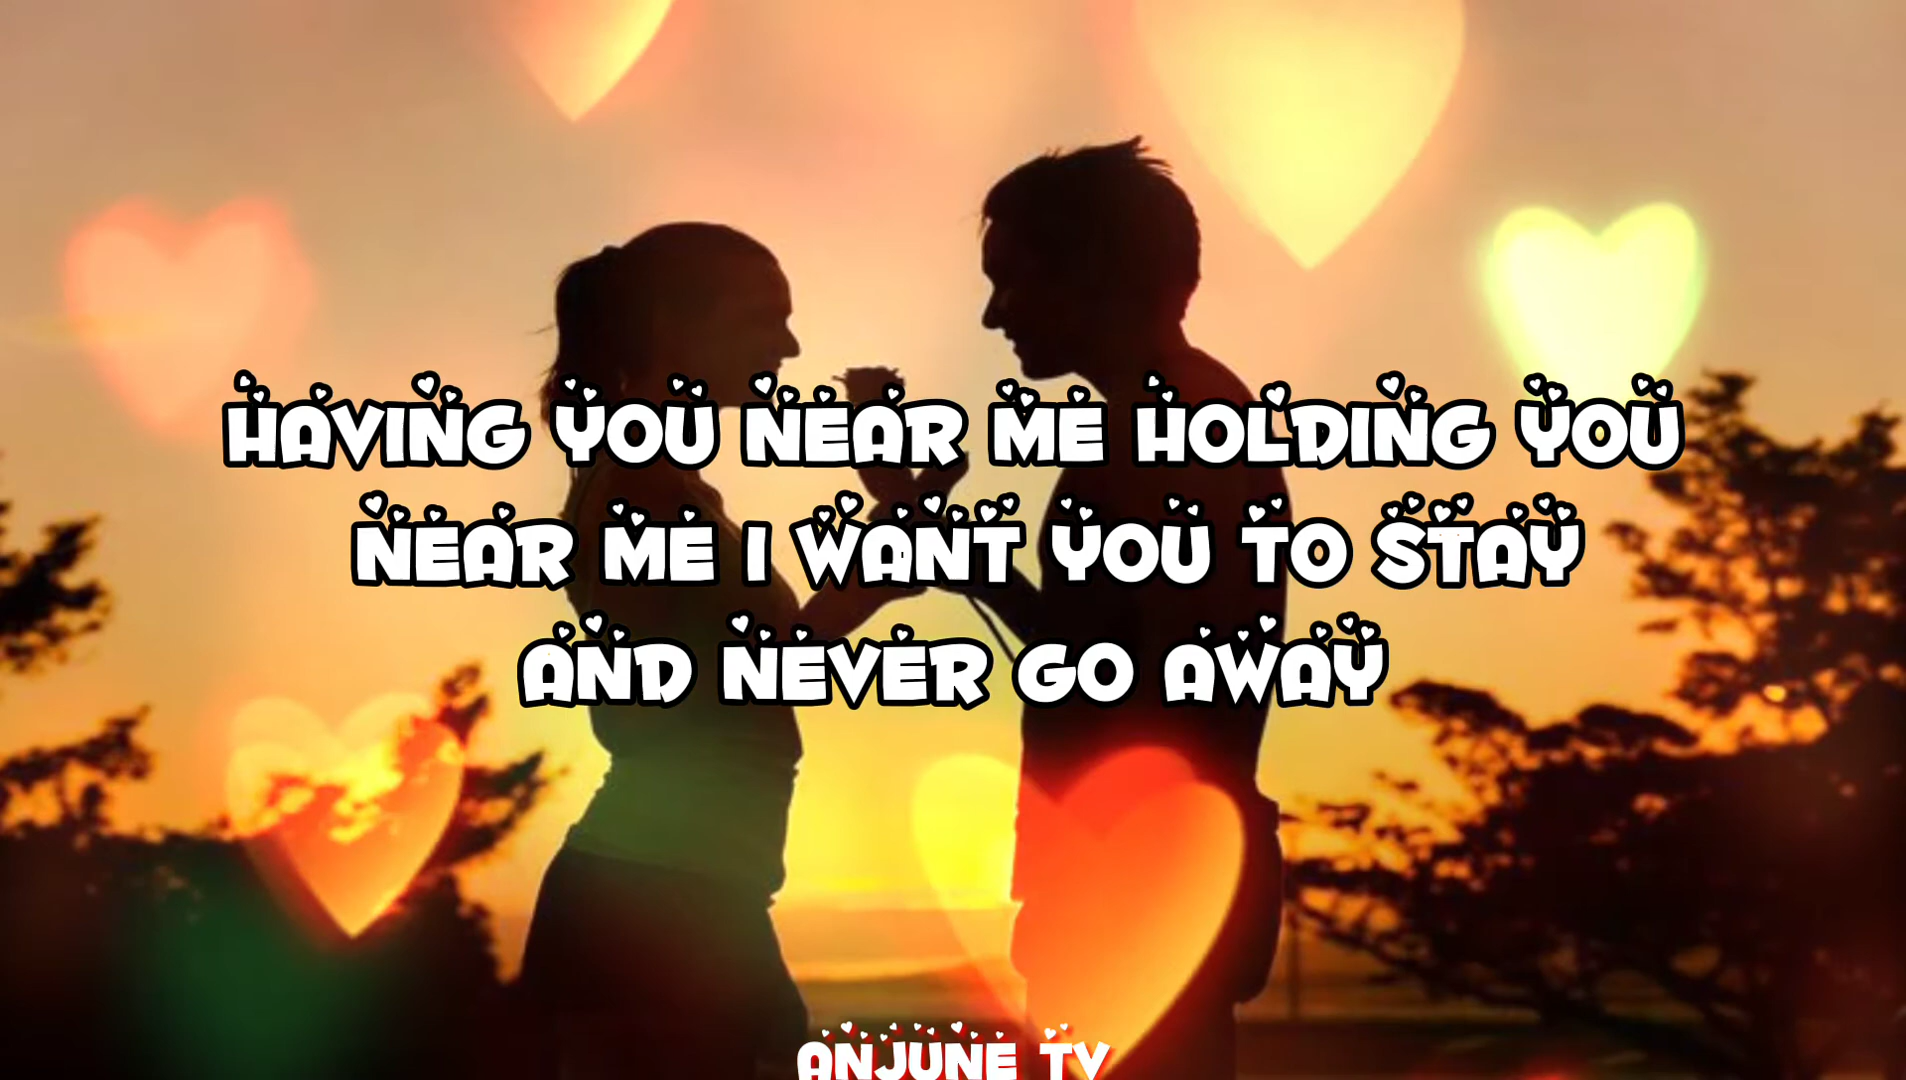 HAVING YOU NEAR ME HOLDING YOU
NEAR ME I WANT YOU TO STAY
AND NEVER GO AWAY
ANJUNE TV